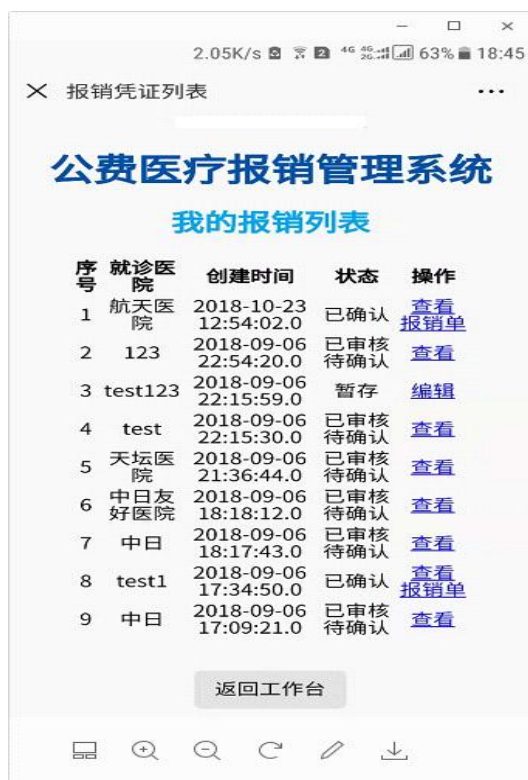 2.05K/s 2 4G 4G 2G 63% 18:45
报销凭证列表
公费医疗报销管理系统
我的报销列表
序号 就诊医院 创建时间 状态 操作
1 航天医院 2018-10-23 12:54:02.0 已确认 查看 报销单
2 123 2018-09-06 22:54:20.0 已审核待确认 查看
3 test123 2018-09-06 22:15:59.0 暂存 编辑
4 test 2018-09-06 22:15:30.0 已审核待确认 查看
5 天坛医院 2018-09-06 21:36:44.0 已审核待确认 查看
6 中日友好医院 2018-09-06 18:18:12.0 已审核待确认 查看
7 中日 2018-09-06 18:17:43.0 已审核待确认 查看
8 test1 2018-09-06 17:34:50.0 已确认 查看 报销单
9 中日 2018-09-06 17:09:21.0 已审核待确认 查看
返回工作台